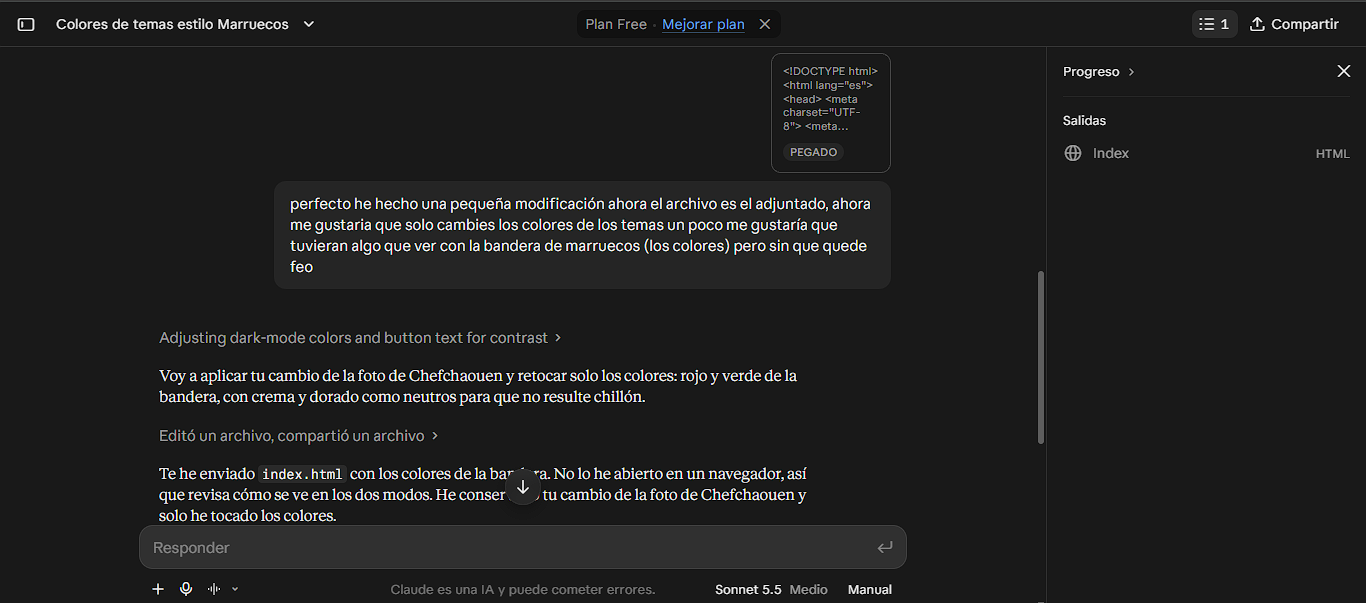 Colores de temas estilo Marruecos
Plan Free · Mejorar plan
1
Compartir
<!DOCTYPE html>
<html lang="es">
<head> <meta
charset="UTF-
8"> <meta...
PEGADO
perfecto he hecho una pequeña modificación ahora el archivo es el adjuntado, ahora
me gustaria que solo cambies los colores de los temas un poco me gustaría que
tuvieran algo que ver con la bandera de marruecos (los colores) pero sin que quede
feo
Adjusting dark-mode colors and button text for contrast
Voy a aplicar tu cambio de la foto de Chefchaouen y retocar solo los colores: rojo y verde de la
bandera, con crema y dorado como neutros para que no resulte chillón.
Editó un archivo, compartió un archivo
Te he enviado index.html con los colores de la . No lo he abierto en un navegador, así
que revisa cómo se ve en los dos modos. He tu cambio de la foto de Chefchaouen y
solo he tocado los colores.
Responder
Claude es una IA y puede cometer errores.
Sonnet 5.5 Medio
Manual
Progreso
Salidas
Index
HTML